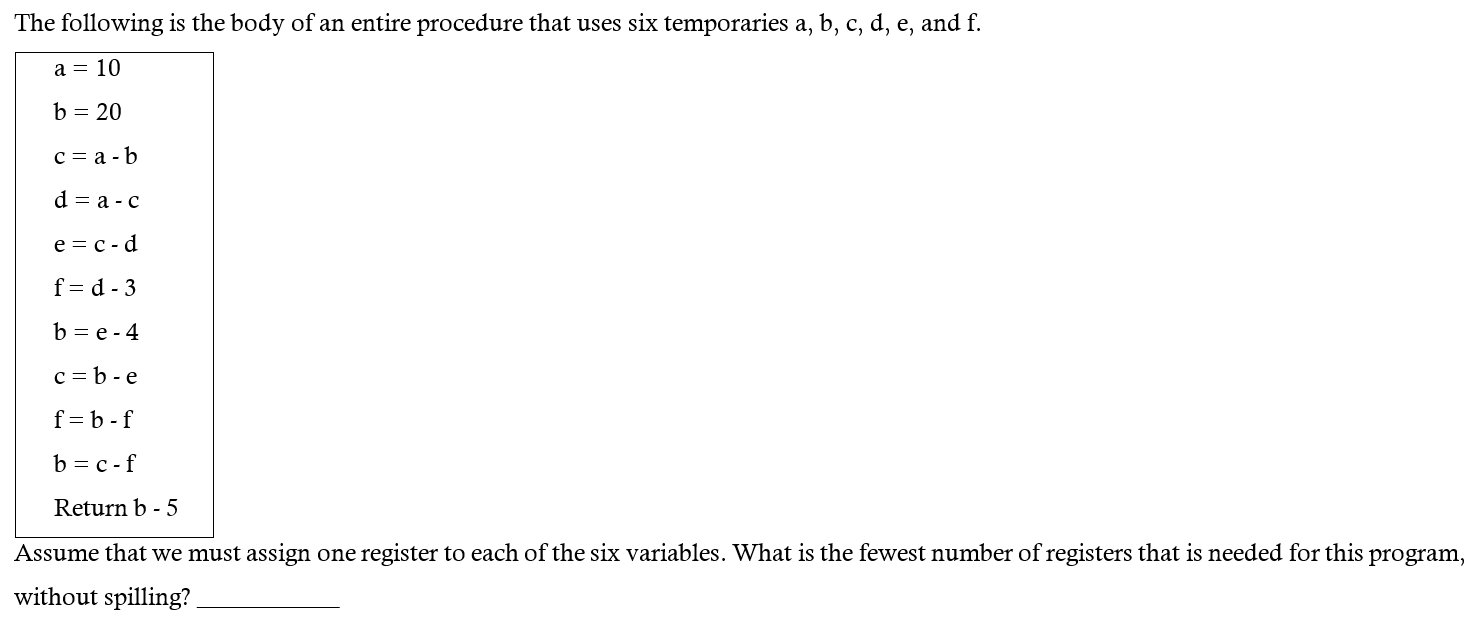 The following is the body of an entire procedure that uses six temporaries a, b, c, d, e, and f.
a = 10
b = 20
c = a - b
d = a - c
e = c - d
f = d - 3
b = e - 4
c = b - e
f = b - f
b = c - f
Return b - 5
Assume that we must assign one register to each of the six variables. What is the fewest number of registers that is needed for this program,
without spilling? ____________